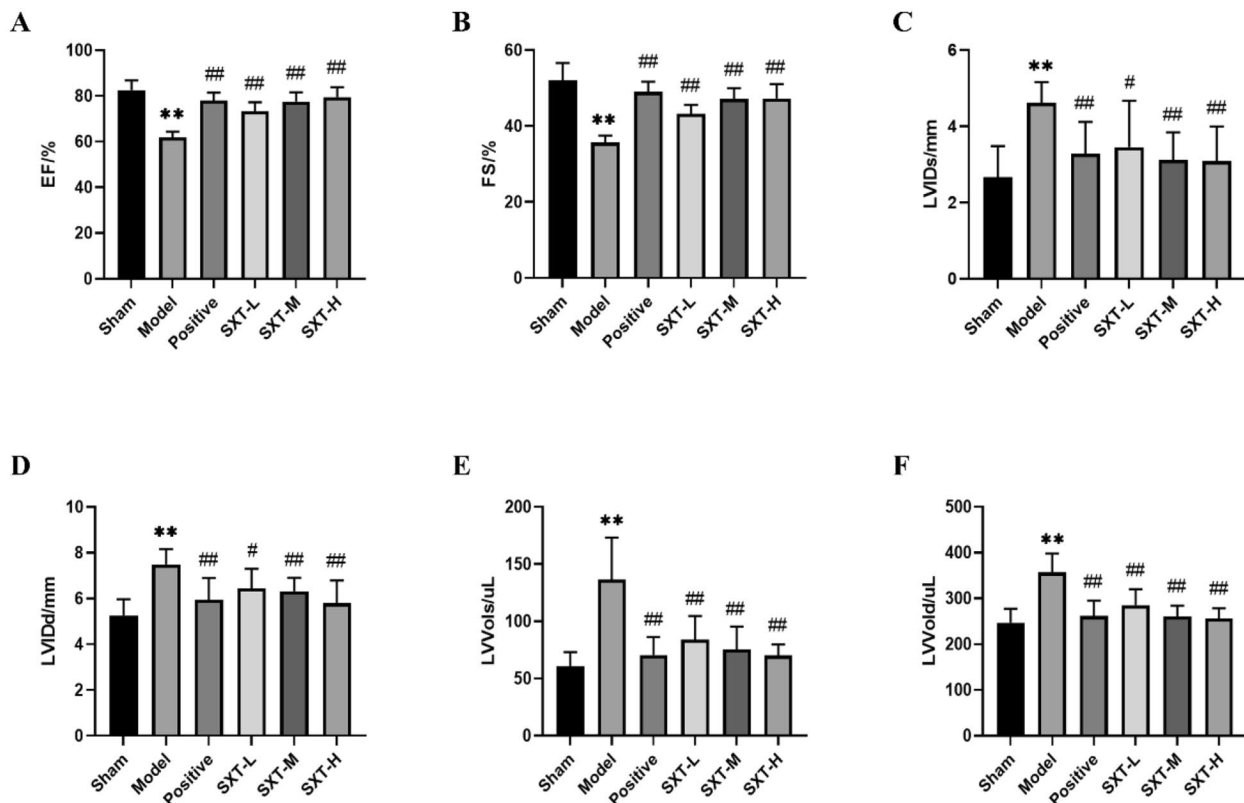 A
EF/%
100
80
60
40
20
0
**
##
##
##
##
Sham
Model
Positive
SXT-L
SXT-M
SXT-H
B
FS/%
60
40
20
0
**
##
##
##
##
Sham
Model
Positive
SXT-L
SXT-M
SXT-H
C
LVIDs/mm
6
4
2
0
**
##
#
##
##
Sham
Model
Positive
SXT-L
SXT-M
SXT-H
D
LVIDd/mm
10
8
6
4
2
0
**
##
#
##
##
Sham
Model
Positive
SXT-L
SXT-M
SXT-H
E
LVVols/uL
200
150
100
50
0
**
##
##
##
##
Sham
Model
Positive
SXT-L
SXT-M
SXT-H
F
LVVold/uL
500
400
300
200
100
0
**
##
##
##
##
Sham
Model
Positive
SXT-L
SXT-M
SXT-H